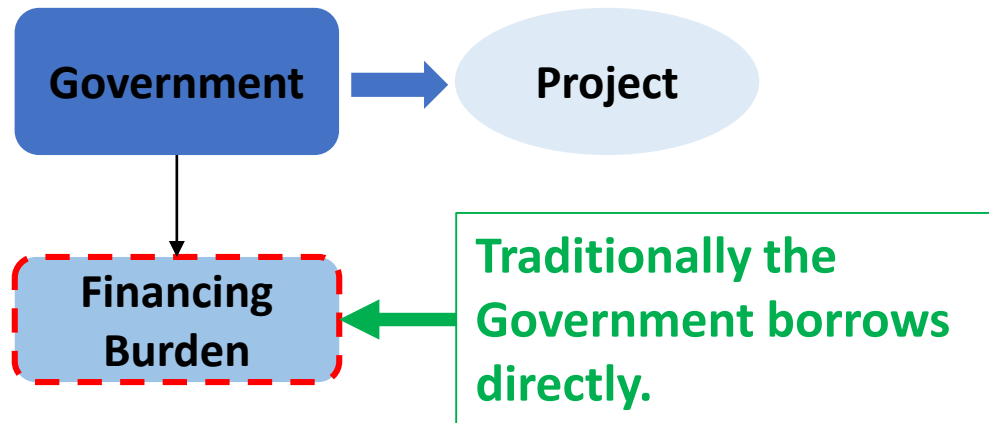 Government
Project
Financing
Burden
Traditionally the
Government borrows
directly.